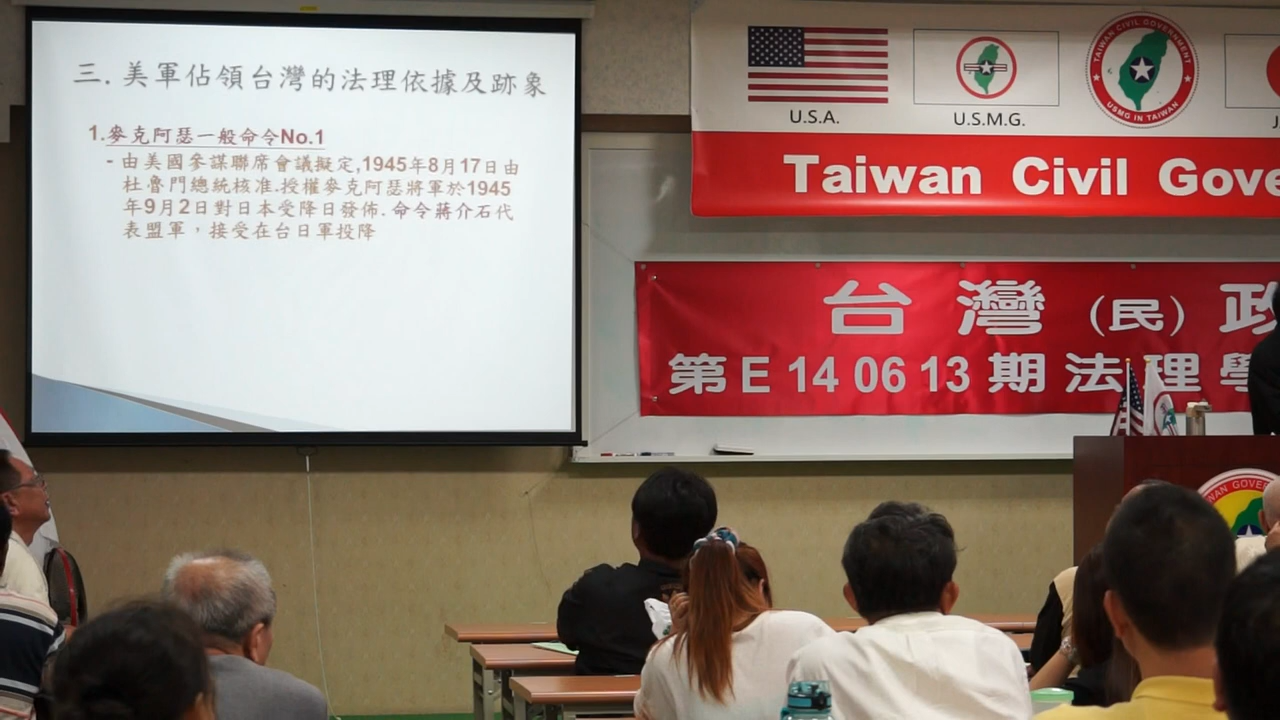 三. 美軍佔領台灣的法理依據及跡象
1.麥克阿瑟一般命令No.1
- 由美國參謀聯席會議擬定,1945年8月17日由
杜魯門總統核准.授權麥克阿瑟將軍於1945
年9月2日對日本受降日發佈. 命令蔣介石代
表盟軍，接受在台日軍投降
U.S.A.
U.S.M.G.
TAIWAN CIVIL GOVERNMENT
USMG IN TAIWAN
J
Taiwan Civil Gove
台灣（民）政
第E 14 06 13 期法理學